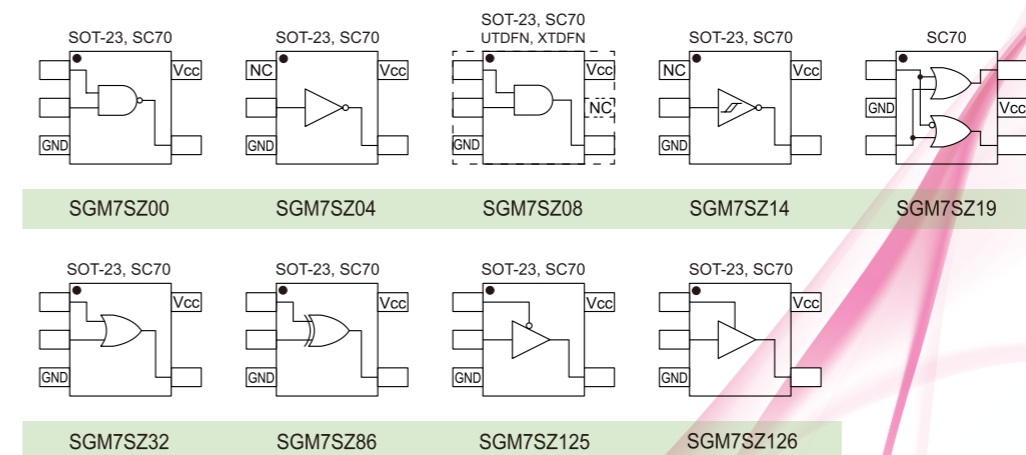 SOT-23, SC70
Vcc
GND
SGM7SZ00
SOT-23, SC70
NC
Vcc
GND
SGM7SZ04
SOT-23, SC70
UTDFN, XTDFN
Vcc
NC
GND
SGM7SZ08
SOT-23, SC70
NC
Vcc
GND
SGM7SZ14
SC70
GND
Vcc
SGM7SZ19
SOT-23, SC70
Vcc
GND
SGM7SZ32
SOT-23, SC70
Vcc
GND
SGM7SZ86
SOT-23, SC70
Vcc
GND
SGM7SZ125
SOT-23, SC70
Vcc
GND
SGM7SZ126